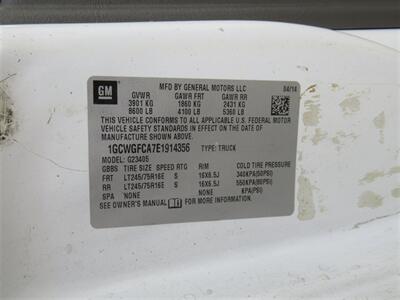 GM
MFD BY GENERAL MOTORS LLC 04/14
GVWR GAWR FRT GAWR RR
3901 KG 1860 KG 2431 KG
8600 LB 4100 LB 5360 LB
THIS VEHICLE CONFORMS TO ALL APPLICABLE U.S. FEDERAL MOTOR
VEHICLE SAFETY STANDARDS IN EFFECT ON THE DATE OF
MANUFACTURE SHOWN ABOVE.
1GCWGFCA7E1914356 TYPE: TRUCK
MODEL: G23405
GBBS TIRE SIZE SPEED RTG RIM COLD TIRE PRESSURE
FRT LT245/75R16E S 16X6.5J 340KPA(50PSI)
RR LT245/75R16E S 16X6.5J 550KPA(80PSI)
SPA NONE NONE KPA(PSI)
SEE OWNER'S MANUAL FOR MORE INFORMATION.